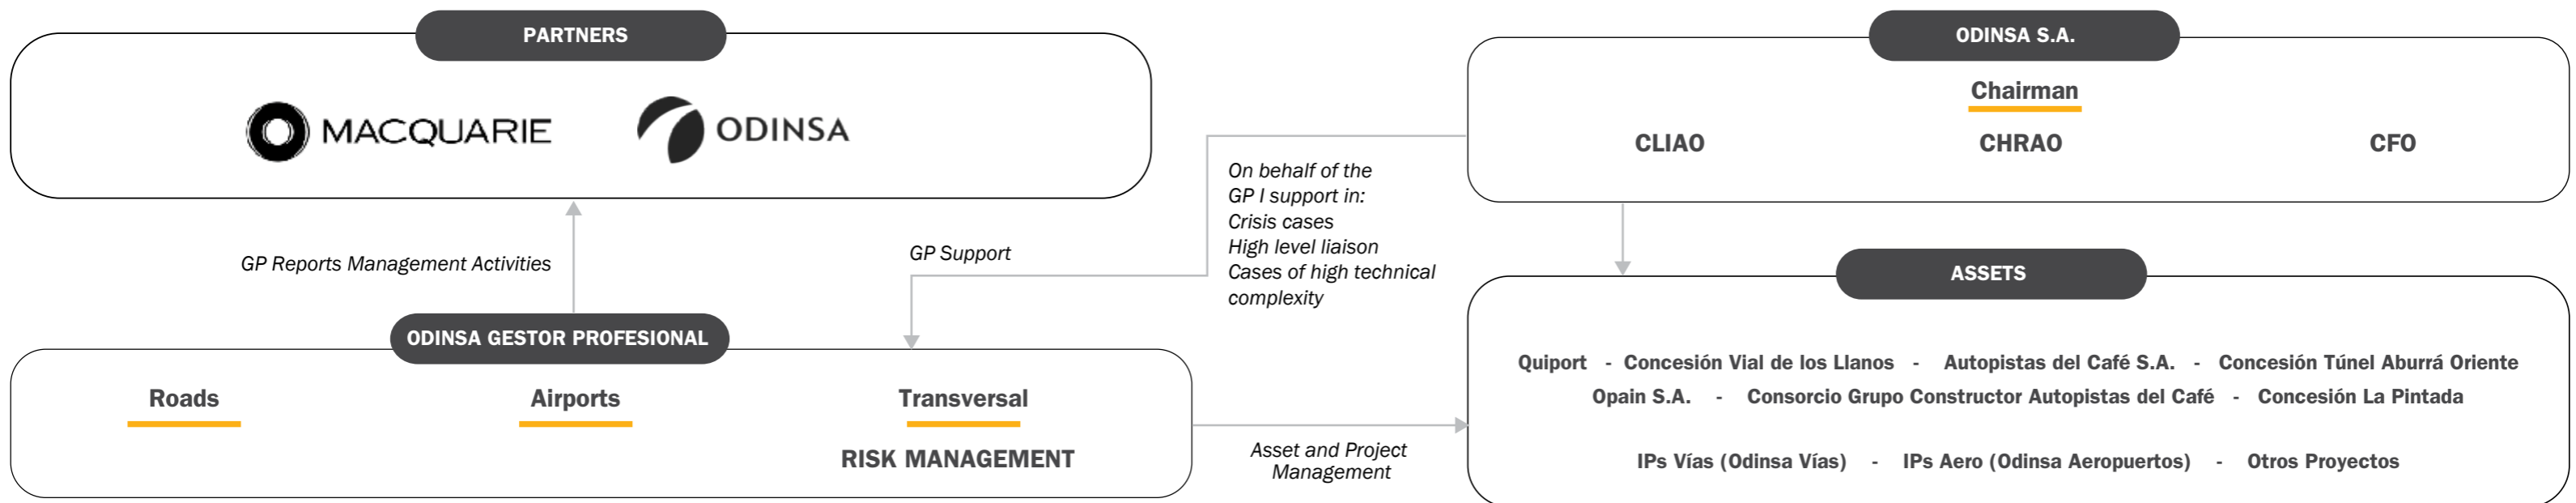 PARTNERS
MACQUARIE
ODINSA
ODINSA S.A.
Chairman
CLIAO
CHRAO
CFO
GP Reports Management Activities
GP Support
On behalf of the
GP I support in:
Crisis cases
High level liaison
Cases of high technical
complexity
ODINSA GESTOR PROFESIONAL
Roads
Airports
Transversal
RISK MANAGEMENT
Asset and Project
Management
ASSETS
Quiport - Concesión Vial de los Llanos - Autopistas del Café S.A. - Concesión Túnel Aburrá Oriente
Opain S.A. - Consorcio Grupo Constructor Autopistas del Café - Concesión La Pintada
IPs Vías (Odinsa Vías) - IPs Aero (Odinsa Aeropuertos) - Otros Proyectos